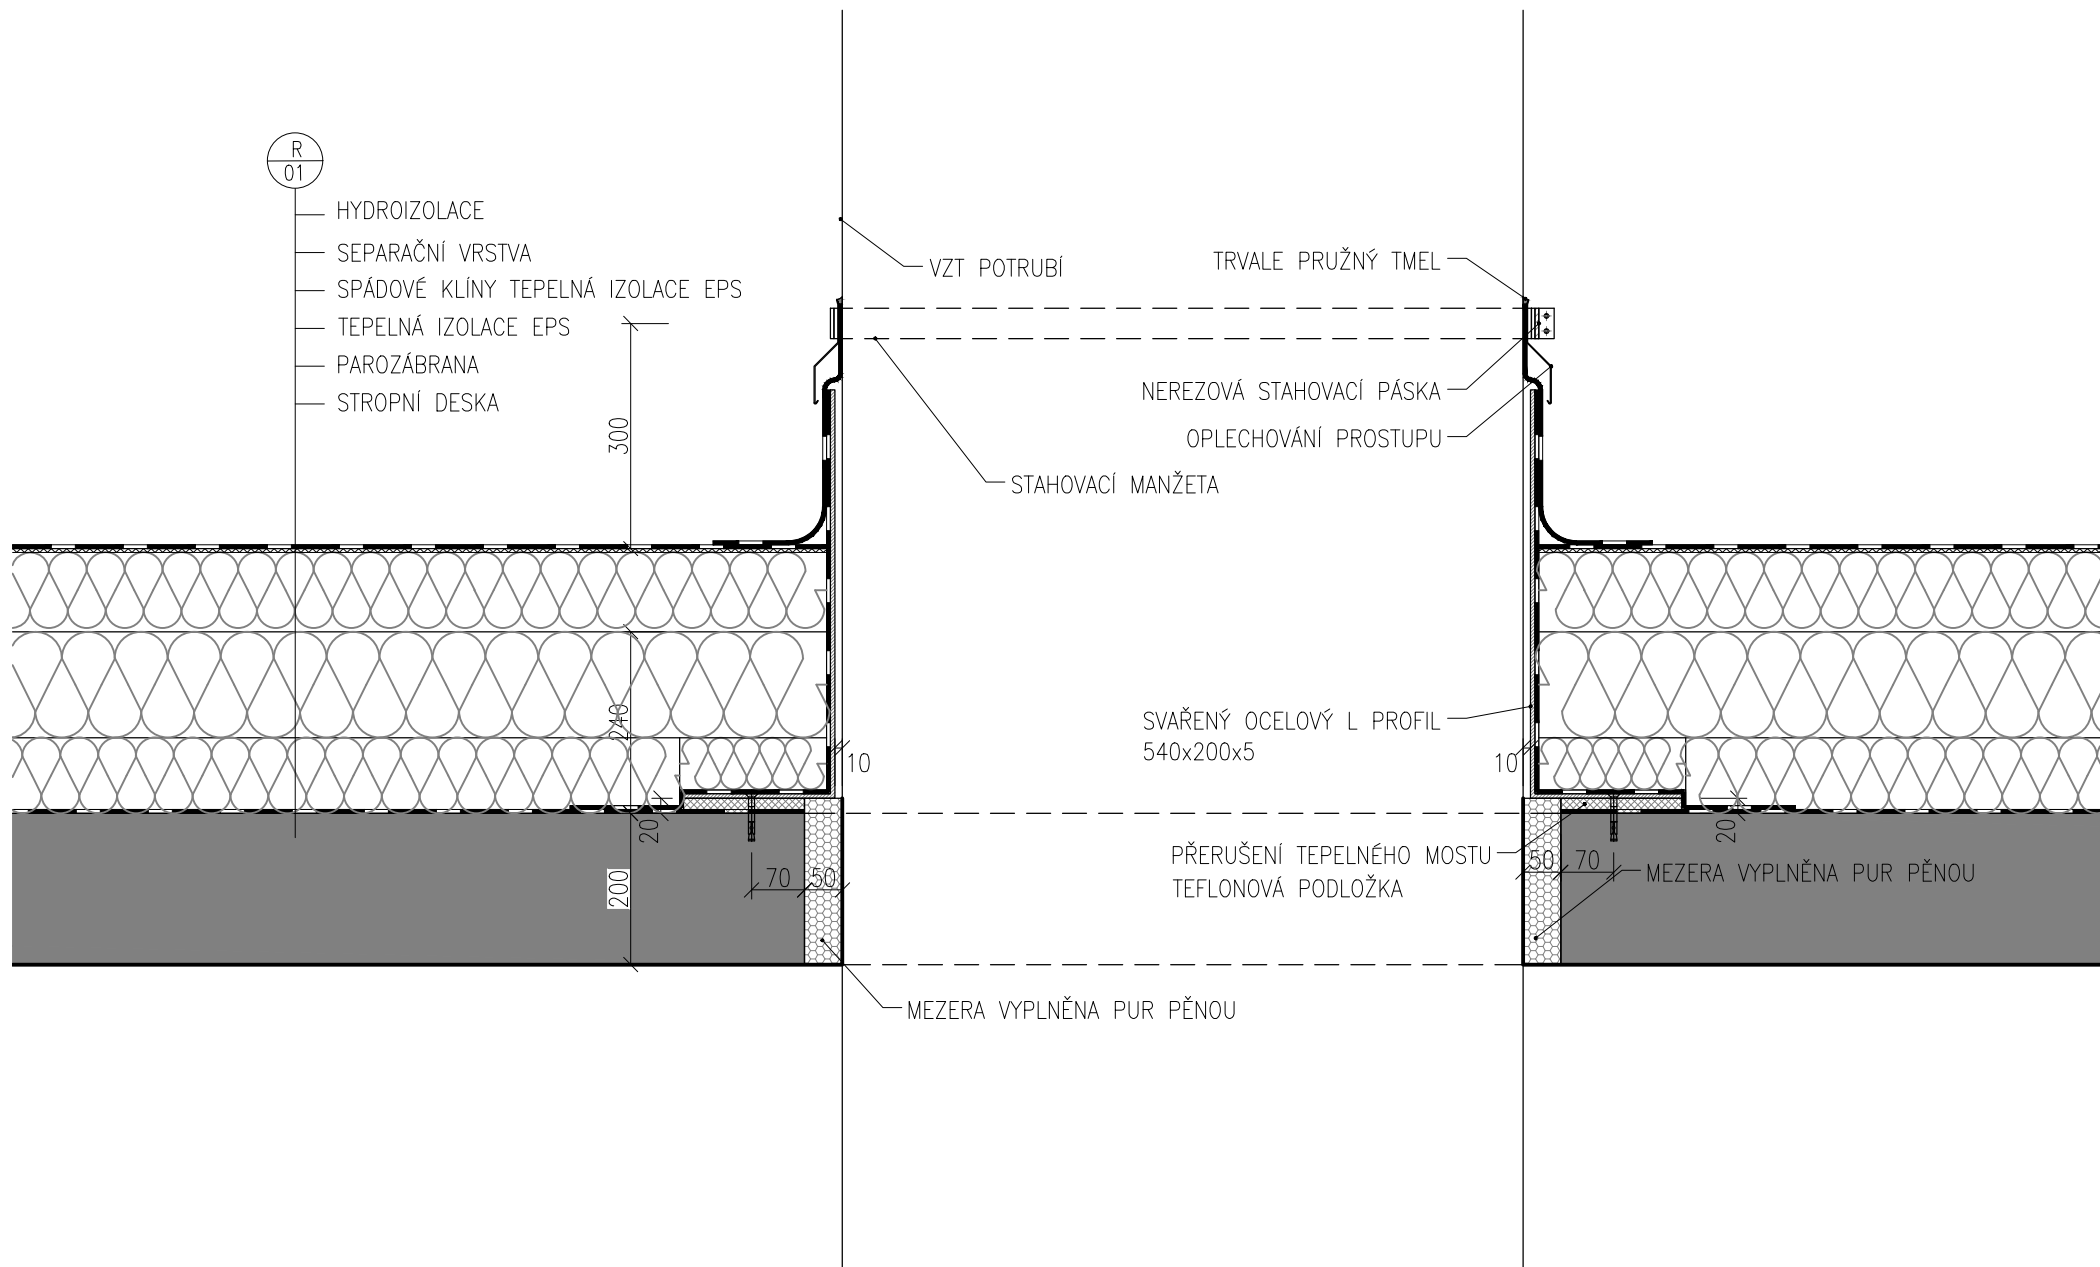 R
01
HYDROIZOLACE
SEPARAČNÍ VRSTVA
SPÁDOVÉ KLÍNY TEPELNÁ IZOLACE EPS
TEPELNÁ IZOLACE EPS
PAROZÁBRANA
STROPNÍ DESKA
VZT POTRUBÍ
TRVALE PRUŽNÝ TMEL
NEREZOVÁ STAHOVACÍ PÁSKA
OPLECHOVÁNÍ PROSTUPU
STAHOVACÍ MANŽETA
300
240
200
20
70
50
10
SVAŘENÝ OCELOVÝ L PROFIL
540x200x5
10
PŘERUŠENÍ TEPELNÉHO MOSTU
TEFLONOVÁ PODLOŽKA
50
70
20
MEZERA VYPLNĚNA PUR PĚNOU
MEZERA VYPLNĚNA PUR PĚNOU